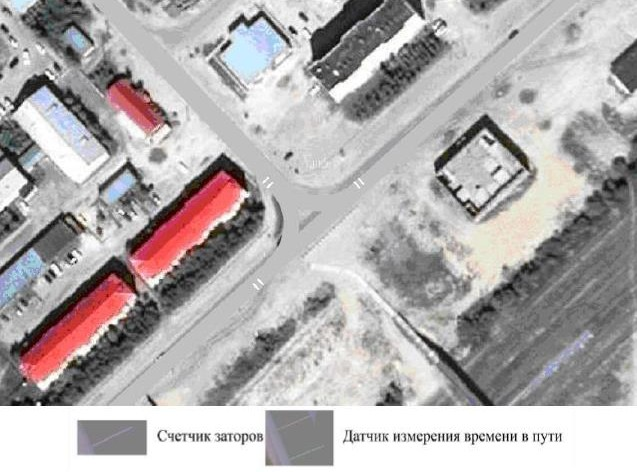 Счетчик заторов
Датчик измерения времени в пути